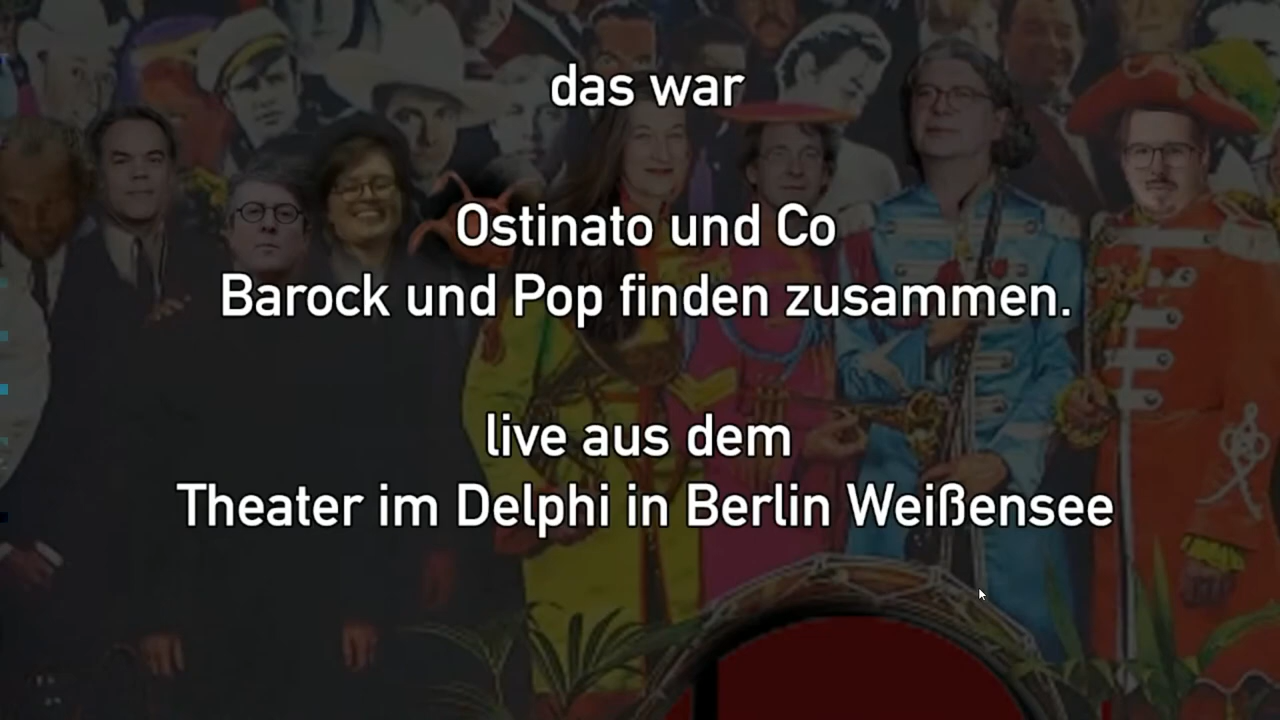 das war
Ostinato und Co
Barock und Pop finden zusammen.
live aus dem
Theater im Delphi in Berlin Weißensee